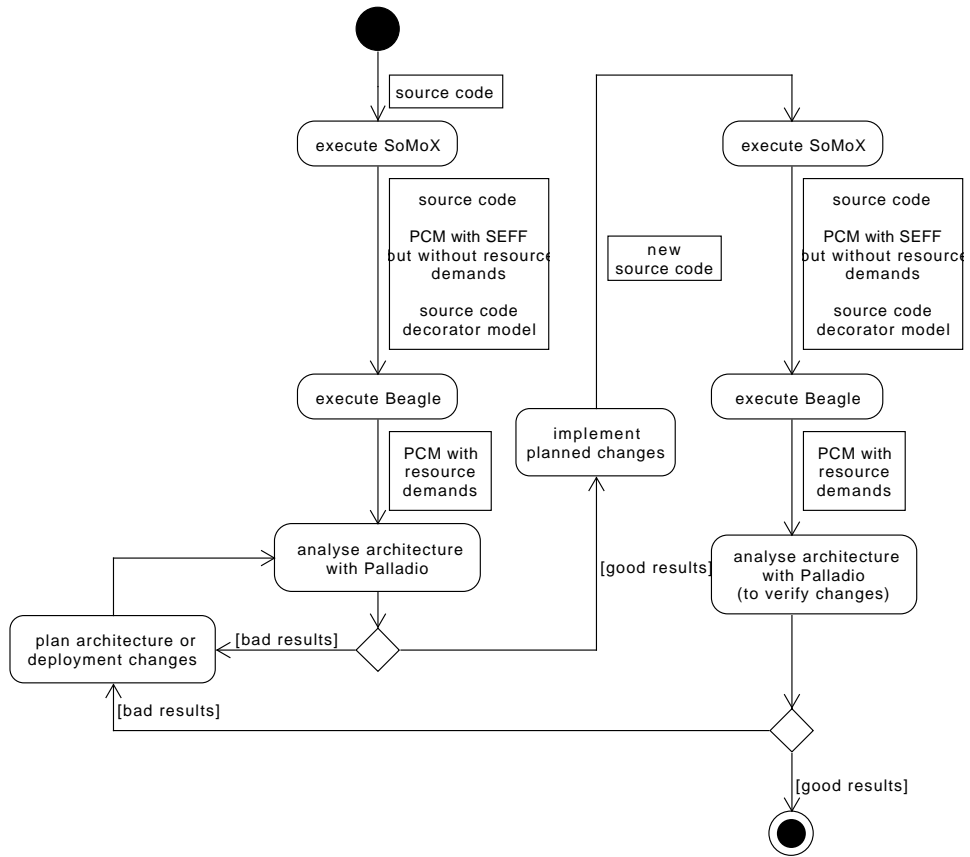 source code
execute SoMoX
source code
PCM with SEFF
but without resource
demands
source code
decorator model
execute Beagle
PCM with
resource
demands
analyse architecture
with Palladio
[bad results]
plan architecture or
deployment changes
[bad results]
[good results]
implement
planned changes
new
source code
execute SoMoX
source code
PCM with SEFF
but without resource
demands
source code
decorator model
execute Beagle
PCM with
resource
demands
analyse architecture
with Palladio
(to verify changes)
[good results]